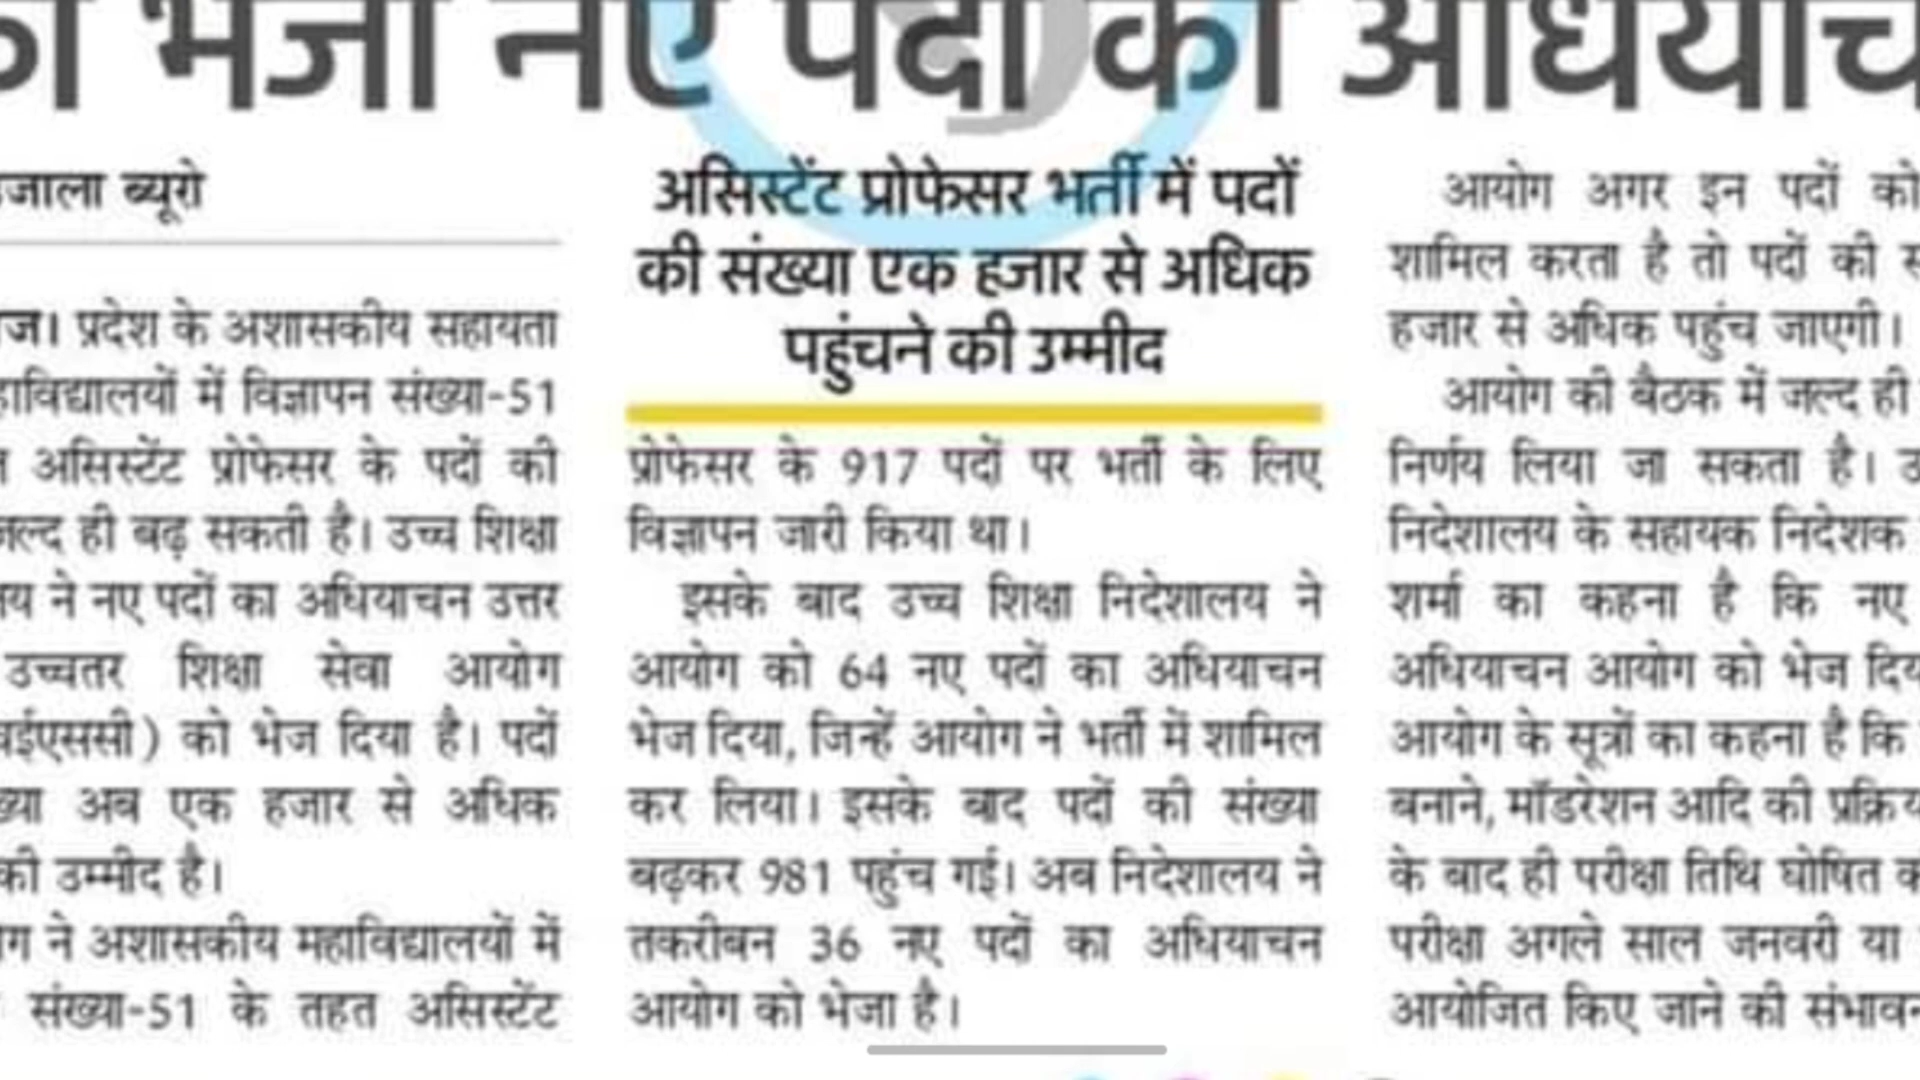 नए पदों का
उजाला ब्यूरो
प्रदेश के अशासकीय सहायता
में विज्ञापन संख्या-51
असिस्टेंट प्रोफेसर के पदों की
जल्द ही बढ़ सकती है। उच्च शिक्षा
ने नए पदों का अधियाचन उत्तर
उच्चतर शिक्षा सेवा आयोग
को भेज दिया है। पदों
अब एक हजार से अधिक
की उम्मीद है।
ने अशासकीय महाविद्यालयों में
संख्या-51 के तहत असिस्टेंट
असिस्टेंट प्रोफेसर भर्ती में पदों
की संख्या एक हजार से अधिक
पहुंचने की उम्मीद
प्रोफेसर के 917 पदों पर भर्ती के लिए
विज्ञापन जारी किया था।
इसके बाद उच्च शिक्षा निदेशालय ने
आयोग को 64 नए पदों का अधियाचन
भेज दिया, जिन्हें आयोग ने भर्ती में शामिल
कर लिया। इसके बाद पदों की संख्या
बढ़कर 981 पहुंच गई। अब निदेशालय ने
तकरीबन 36 नए पदों का अधियाचन
आयोग को भेजा है।
आयोग अगर इन पदों को
शामिल करता है तो पदों की
हजार से अधिक पहुंच जाएगी।
आयोग की बैठक में जल्द ही
निर्णय लिया जा सकता है।
निदेशालय के सहायक निदेशक
शर्मा का कहना है कि नए
अधियाचन आयोग को भेज
आयोग के सूत्रों का कहना है कि
बनाने, मॉडरेशन आदि की
के बाद ही परीक्षा तिथि घोषित
परीक्षा अगले साल जनवरी या
आयोजित किए जाने की